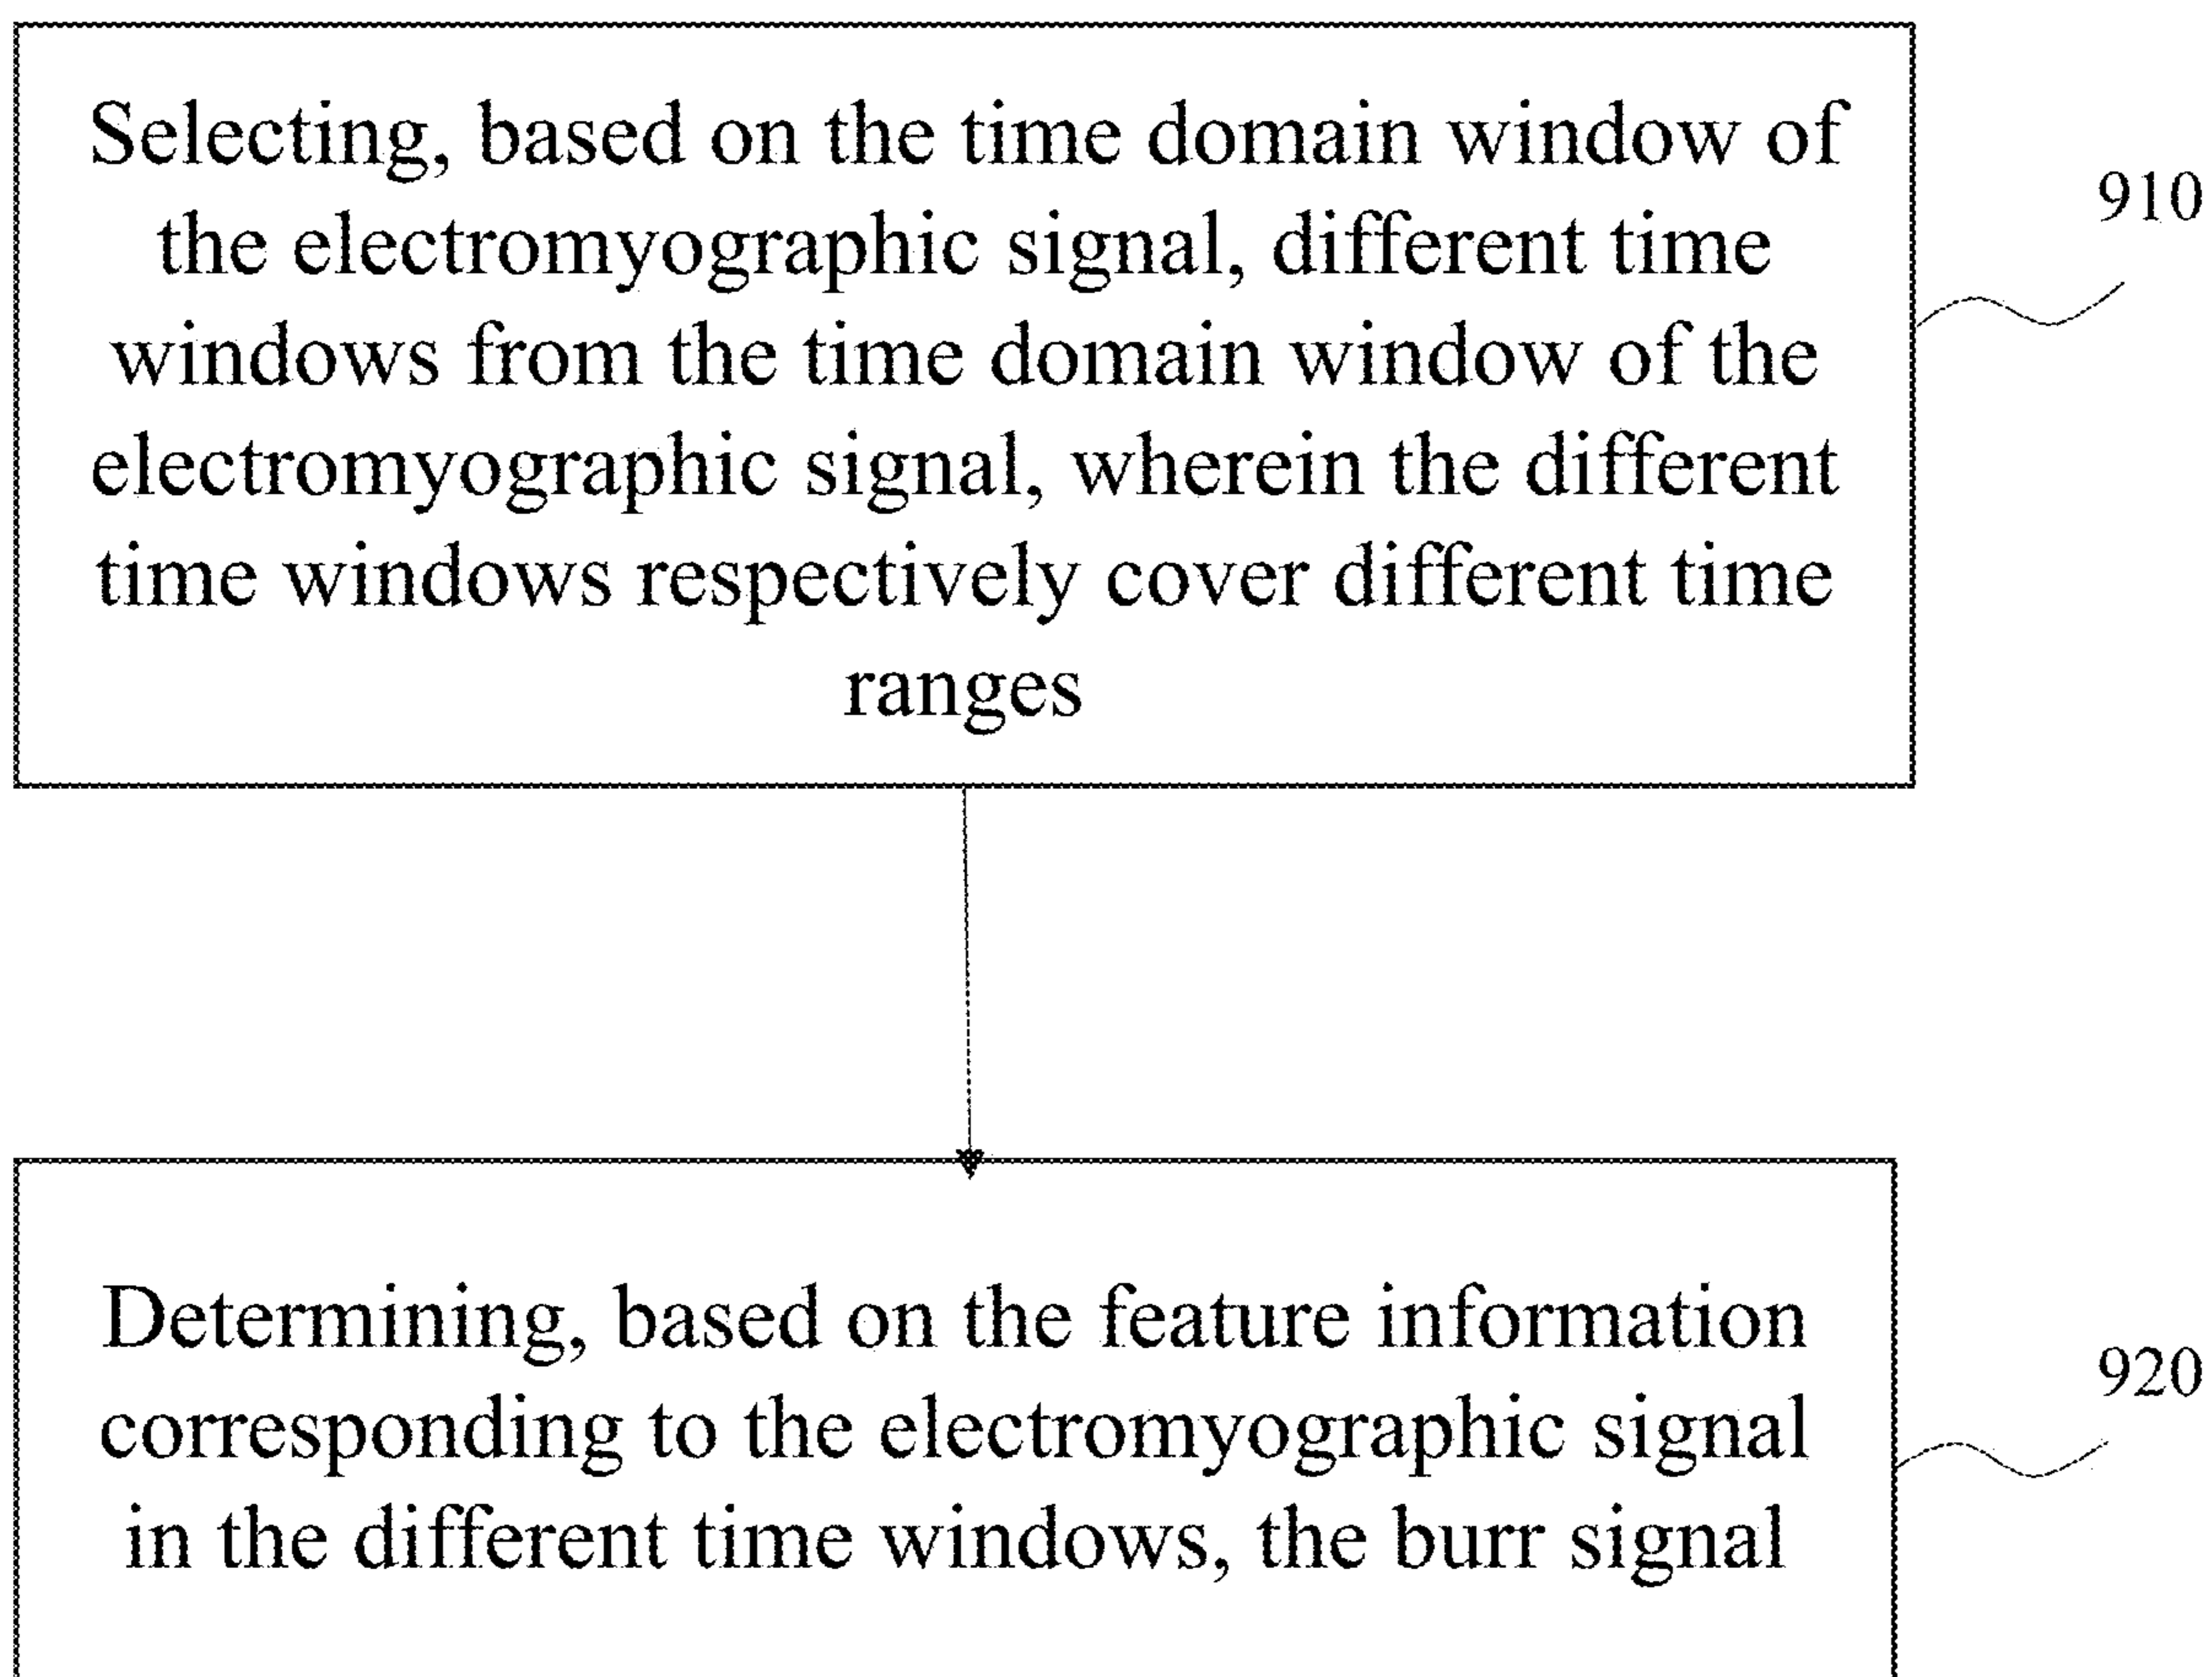 Selecting, based on the time domain window of
the electromyographic signal, different time
windows from the time domain window of the
electromyographic signal, wherein the different
time windows respectively cover different time
ranges
910
Determining, based on the feature information
corresponding to the electromyographic signal
in the different time windows, the burr signal
920